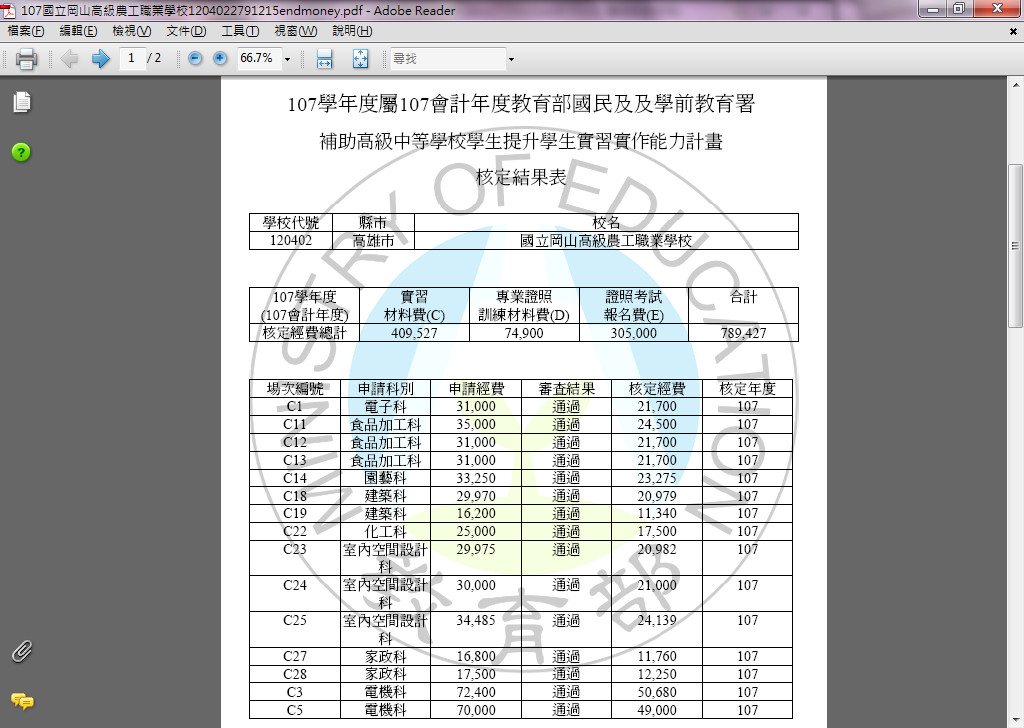 107國立岡山高級農工職業學校1204022791215endmoney.pdf - Adobe Reader
檔案(F) 編輯(E) 檢視(V) 文件(D) 工具(T) 視窗(W) 說明(H)
1 / 2 66.7% 尋找
107學年度屬107會計年度教育部國民及及學前教育署
補助高級中等學校學生提升學生實習實作能力計畫
核定結果表
學校代號 縣市 校名
120402 高雄市 國立岡山高級農工職業學校
107學年度 實習 專業證照 證照考試 合計
(107會計年度) 材料費(C) 訓練材料費(D) 報名費(E)
核定經費總計 409,527 74,900 305,000 789,427
場次編號 申請科別 申請經費 審查結果 核定經費 核定年度
C1 電子科 31,000 通過 21,700 107
C11 食品加工科 35,000 通過 24,500 107
C12 食品加工科 31,000 通過 21,700 107
C13 食品加工科 31,000 通過 21,700 107
C14 園藝科 33,250 通過 23,275 107
C18 建築科 29,970 通過 20,979 107
C19 建築科 16,200 通過 11,340 107
C22 化工科 25,000 通過 17,500 107
C23 室內空間設計 29,975 通過 20,982 107
科
C24 室內空間設計 30,000 通過 21,000 107
科
C25 室內空間設計 34,485 通過 24,139 107
科
C27 家政科 16,800 通過 11,760 107
C28 家政科 17,500 通過 12,250 107
C3 電機科 72,400 通過 50,680 107
C5 電機科 70,000 通過 49,000 107
MINISTRY OF EDUCATION
教育部